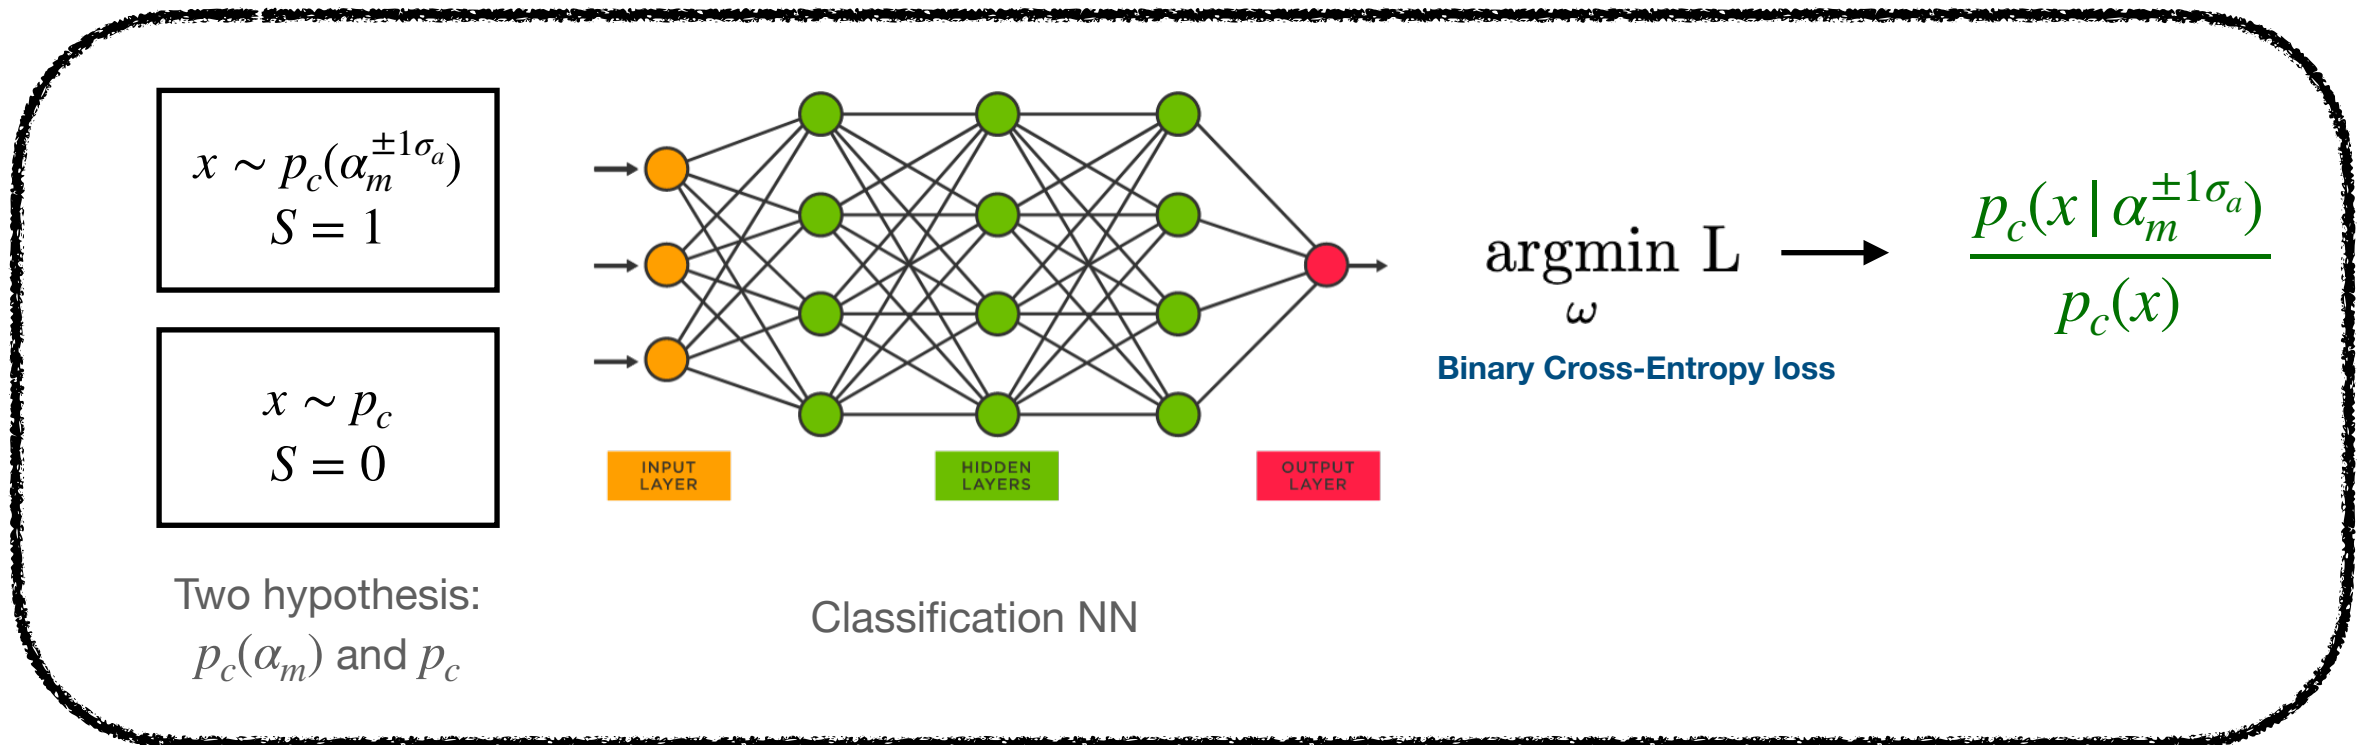 x ∼ p_c(α_m^{±1σ_a})
S = 1
x ∼ p_c
S = 0
Two hypothesis:
p_c(α_m) and p_c
INPUT
LAYER
HIDDEN
LAYERS
OUTPUT
LAYER
Classification NN
argmin L
ω
Binary Cross-Entropy loss
p_c(x | α_m^{±1σ_a})
p_c(x)